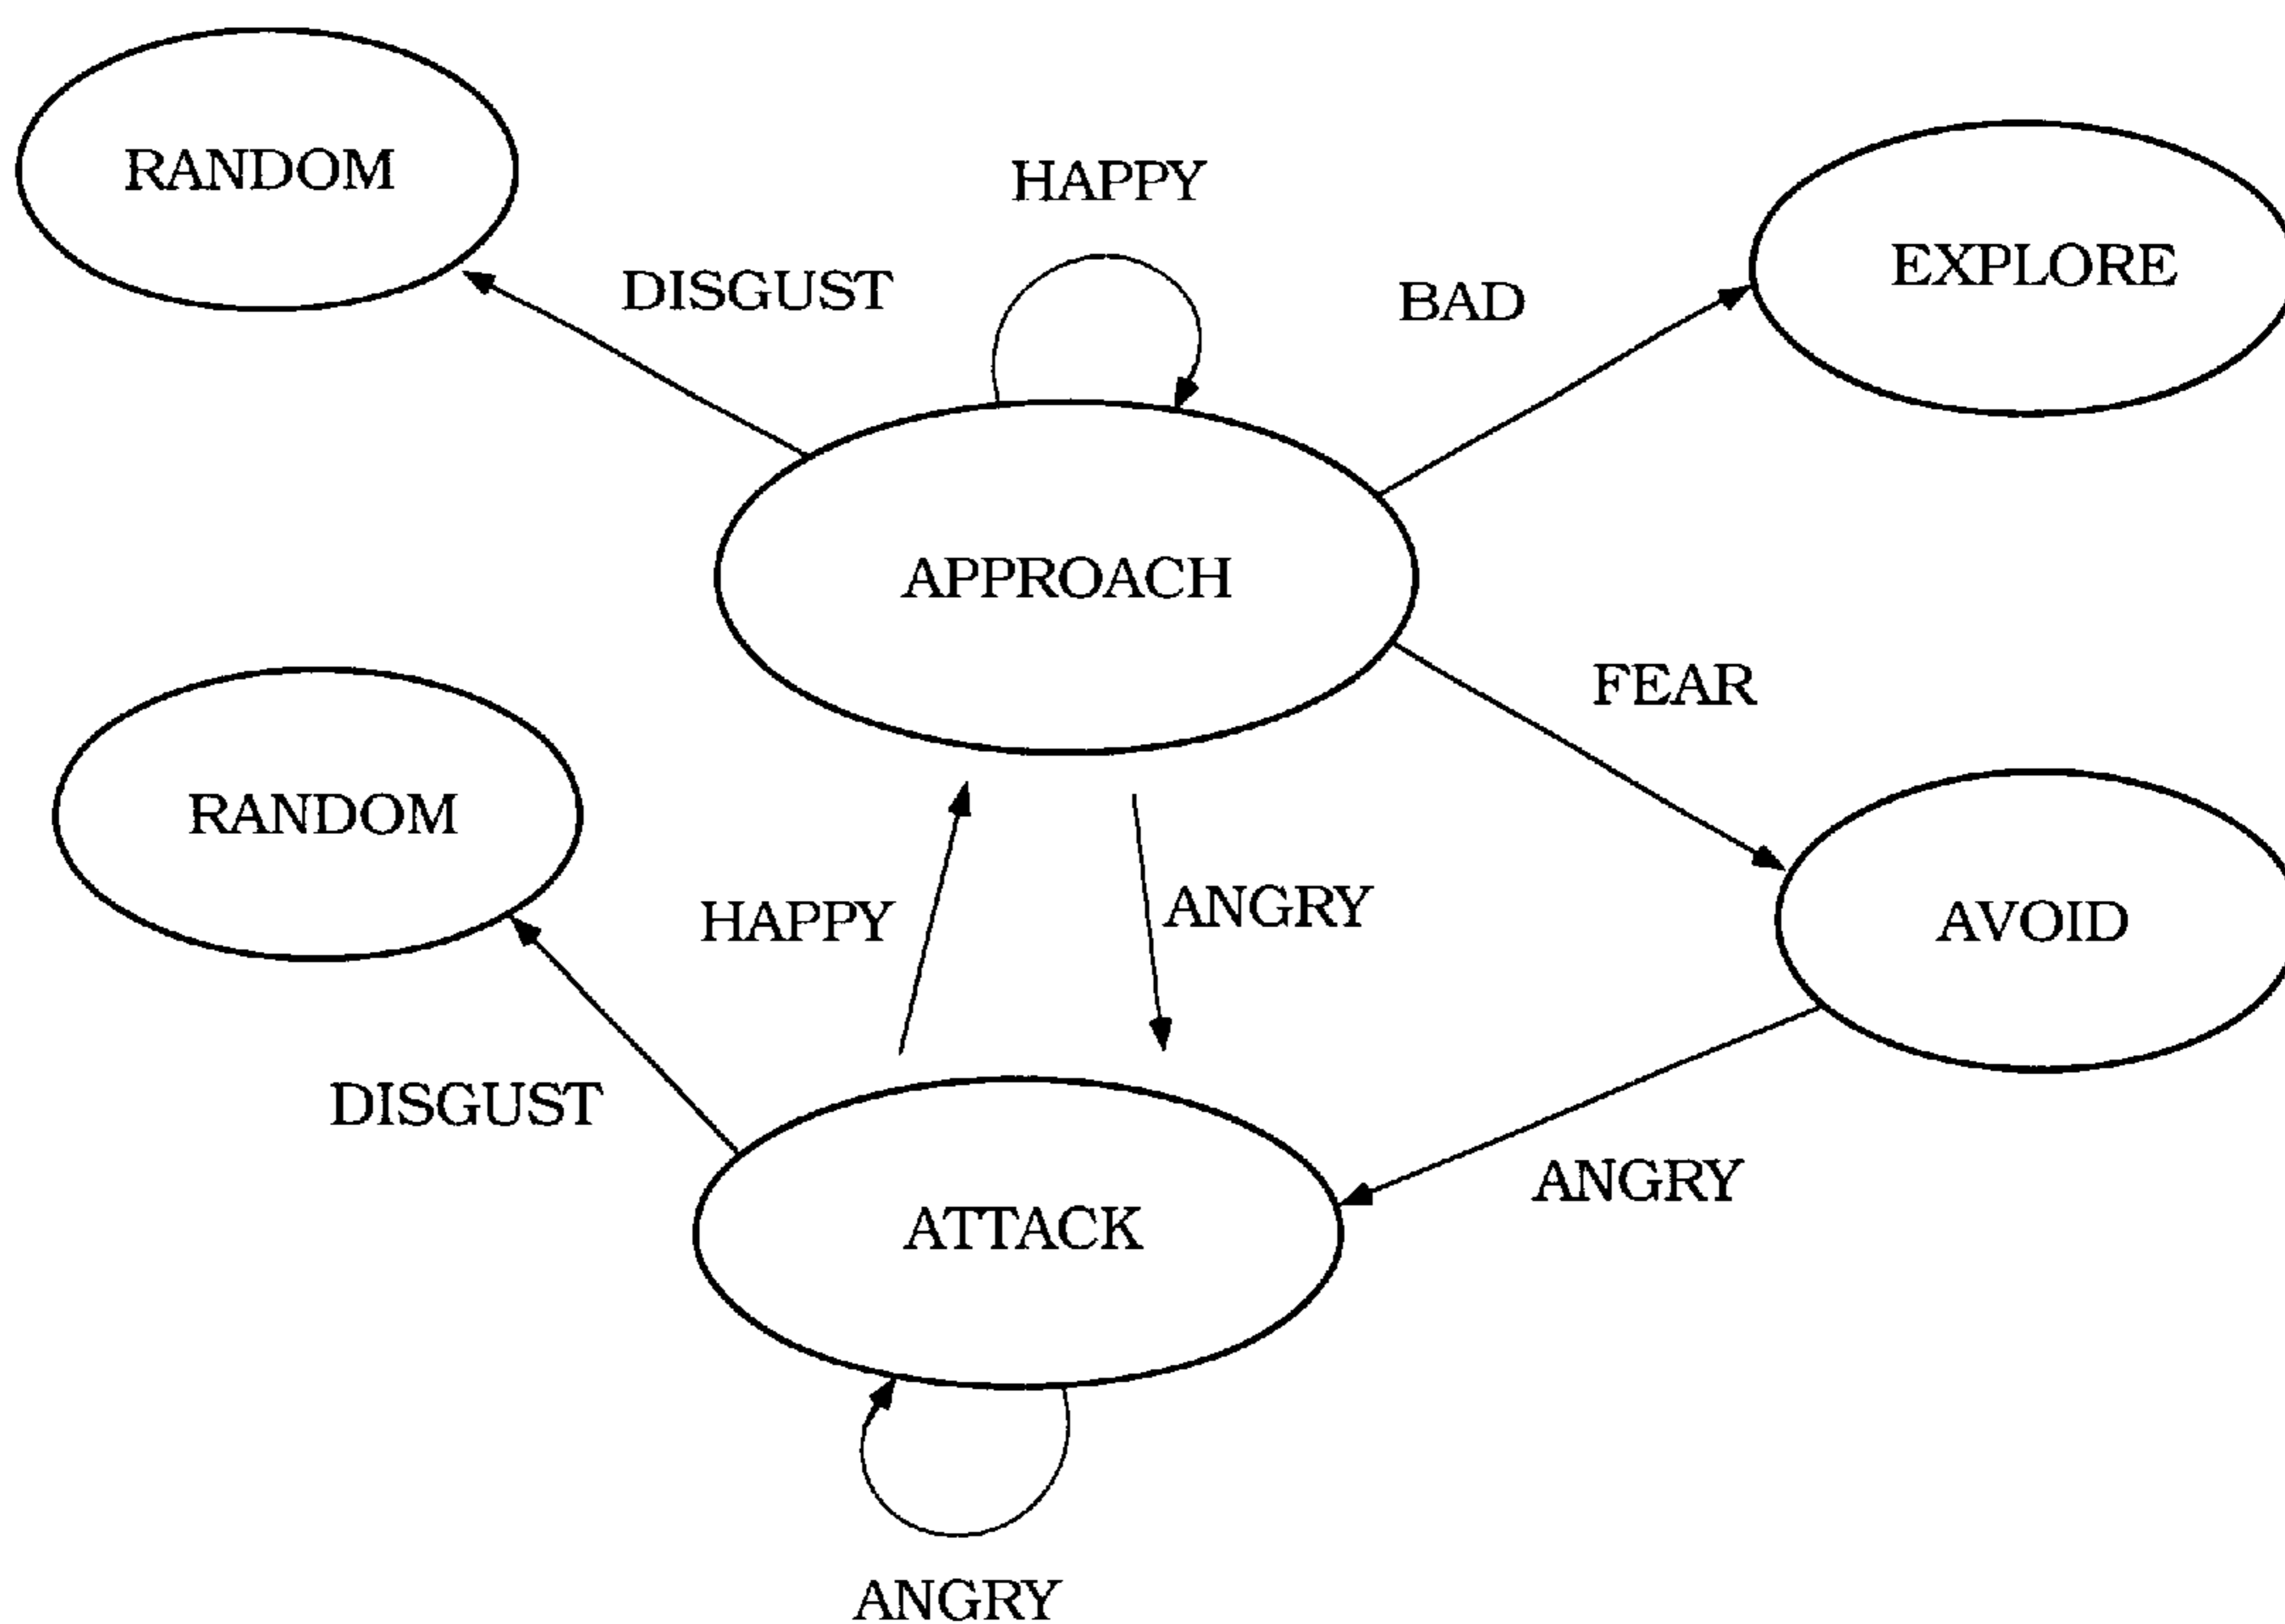 RANDOM
HAPPY
EXPLORE
DISGUST
BAD
APPROACH
FEAR
RANDOM
HAPPY
ANGRY
AVOID
DISGUST
ANGRY
ATTACK
ANGRY